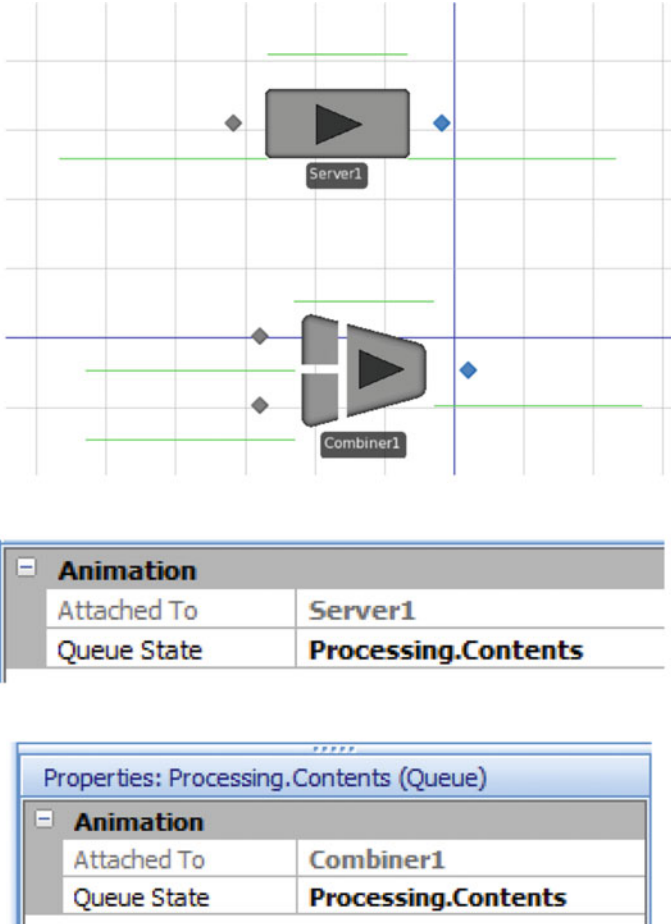 Server1
Combiner1
Animation
Attached To Server1
Queue State Processing.Contents
Properties: Processing.Contents (Queue)
Animation
Attached To Combiner1
Queue State Processing.Contents